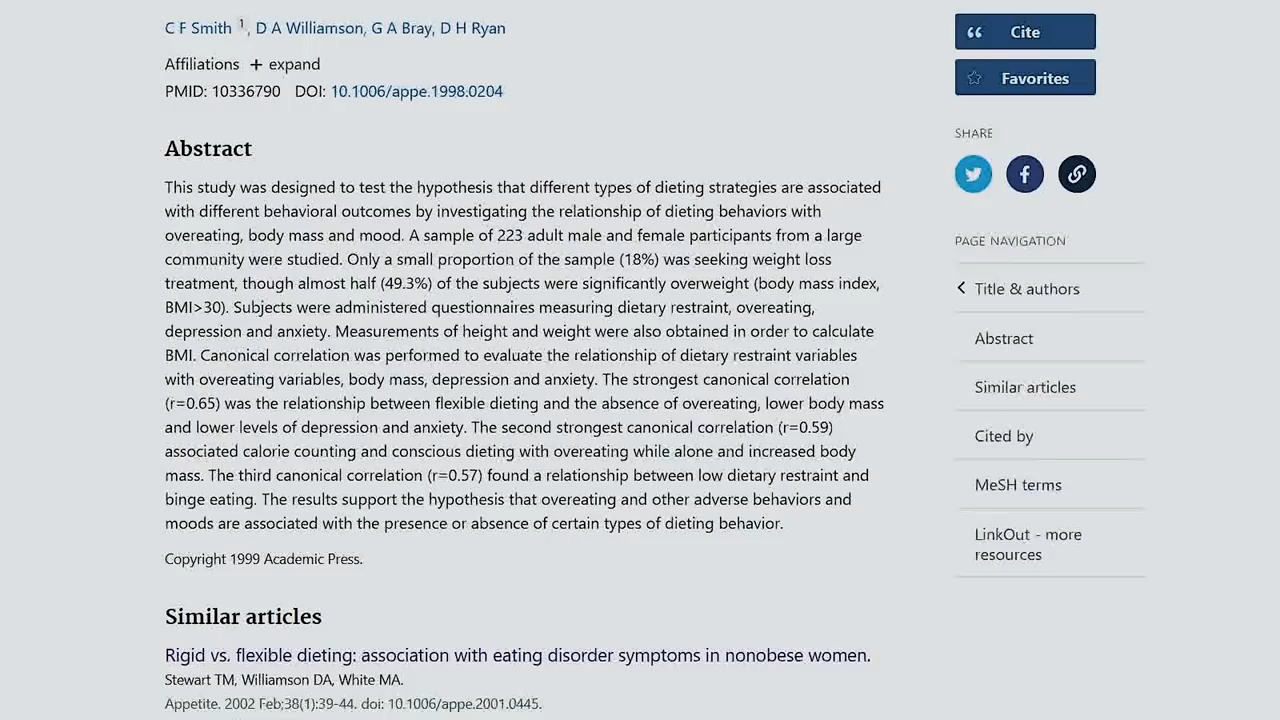 C F Smith 1, D A Williamson, G A Bray, D H Ryan
Affiliations + expand
PMID: 10336790 DOI: 10.1006/appe.1998.0204
Abstract
This study was designed to test the hypothesis that different types of dieting strategies are associated
with different behavioral outcomes by investigating the relationship of dieting behaviors with
overeating, body mass and mood. A sample of 223 adult male and female participants from a large
community were studied. Only a small proportion of the sample (18%) was seeking weight loss
treatment, though almost half (49.3%) of the subjects were significantly overweight (body mass index,
BMI>30). Subjects were administered questionnaires measuring dietary restraint, overeating,
depression and anxiety. Measurements of height and weight were also obtained in order to calculate
BMI. Canonical correlation was performed to evaluate the relationship of dietary restraint variables
with overeating variables, body mass, depression and anxiety. The strongest canonical correlation
(r=0.65) was the relationship between flexible dieting and the absence of overeating, lower body mass
and lower levels of depression and anxiety. The second strongest canonical correlation (r=0.59)
associated calorie counting and conscious dieting with overeating while alone and increased body
mass. The third canonical correlation (r=0.57) found a relationship between low dietary restraint and
binge eating. The results support the hypothesis that overeating and other adverse behaviors and
moods are associated with the presence or absence of certain types of dieting behavior.
Copyright 1999 Academic Press.
Similar articles
Rigid vs. flexible dieting: association with eating disorder symptoms in nonobese women.
Stewart TM, Williamson DA, White MA.
Appetite. 2002 Feb;38(1):39-44. doi: 10.1006/appe.2001.0445.
Cite
Favorites
SHARE
PAGE NAVIGATION
Title & authors
Abstract
Similar articles
Cited by
MeSH terms
LinkOut - more
resources